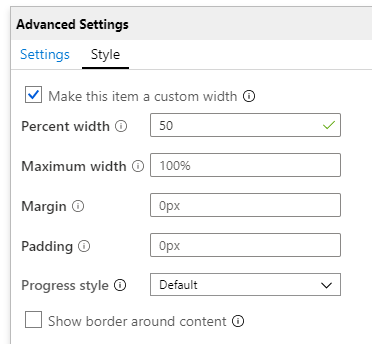 Advanced Settings
Settings Style
Make this item a custom width
Percent width 50
Maximum width 100%
Margin 0px
Padding 0px
Progress style Default
Show border around content